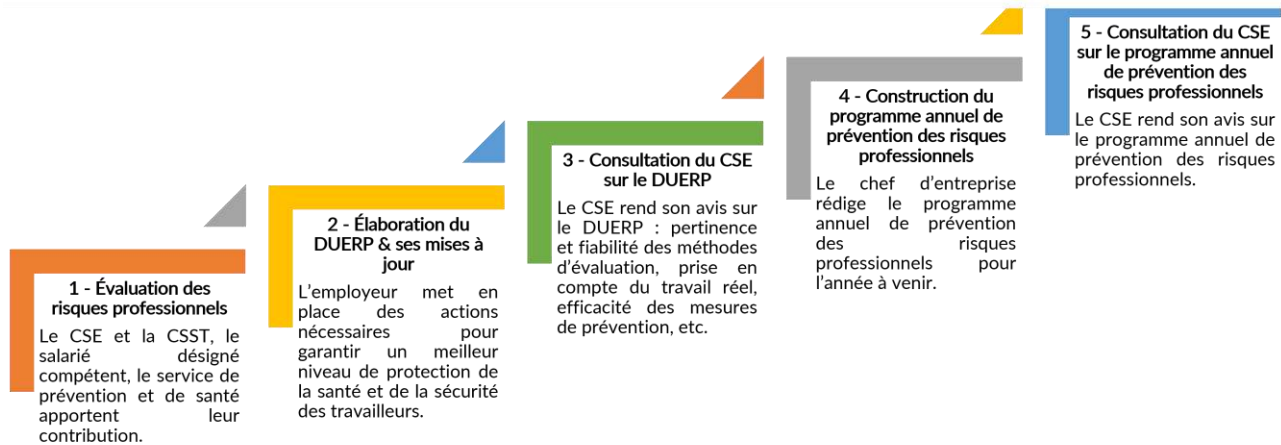 1 - Évaluation des
risques professionnels
Le CSE et la CSST, le
salarié désigné
compétent, le service de
prévention et de santé
apportent leur
contribution.
2 - Élaboration du
DUERP & ses mises à
jour
L’employeur met en
place des actions
nécessaires pour
garantir un meilleur
niveau de protection de
la santé et de la sécurité
des travailleurs.
3 - Consultation du CSE
sur le DUERP
Le CSE rend son avis sur
le DUERP : pertinence
et fiabilité des méthodes
d’évaluation, prise en
compte du travail réel,
efficacité des mesures
de prévention, etc.
4 - Construction du
programme annuel de
prévention des risques
professionnels
Le chef d’entreprise
rédige le programme
annuel de prévention
des risques
professionnels pour
l’année à venir.
5 - Consultation du CSE
sur le programme annuel
de prévention des
risques professionnels
Le CSE rend son avis sur
le programme annuel de
prévention des risques
professionnels.